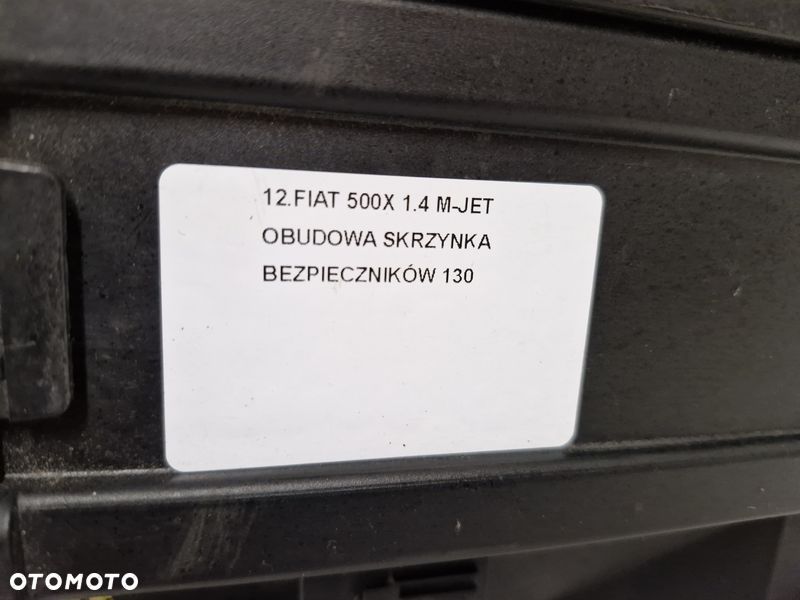 12.FIAT 500X 1.4 M-JET
OBUDOWA SKRZYNKA
BEZPIECZNIKÓW 130
OTOMOTO